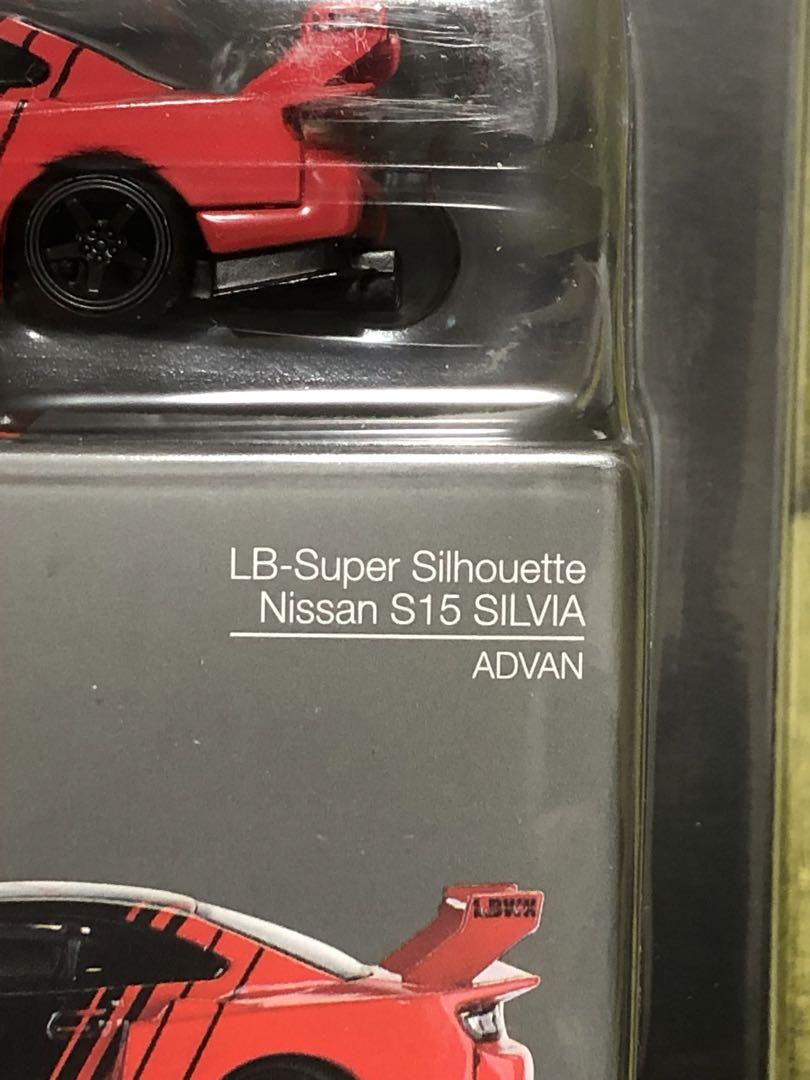 LB-Super Silhouette
Nissan S15 SILVIA
ADVAN
LBWK